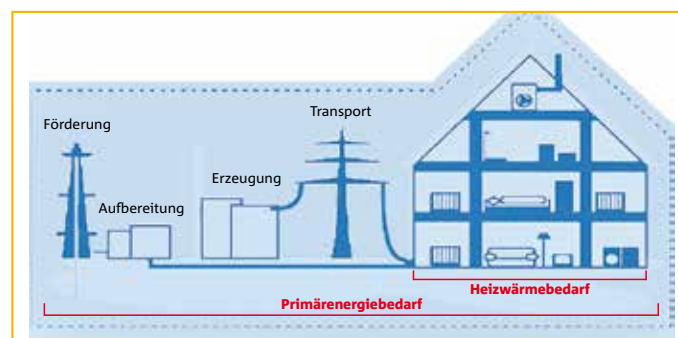 Transport
Förderung
Erzeugung
Aufbereitung
Heizwärmebedarf
Primärenergiebedarf